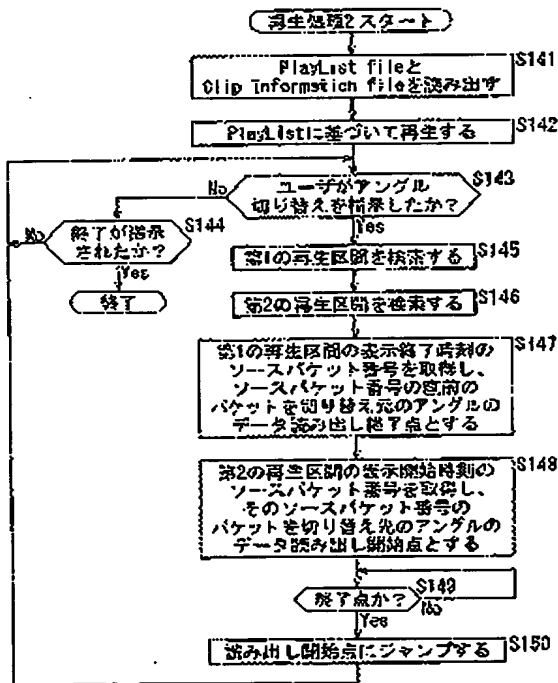 再生処理2 スタート
S141
PlayList fileと
Clip Information fileを読み出す
S142
PlayListに基づいて再生する
S143
ユーザがアングル
切り替えを指示したか？
No
Yes
S144
終了が指示
されたか？
No
Yes
終了
S145
第1の再生区間を検索する
S146
第2の再生区間を検索する
S147
第1の再生区間の表示終了時刻の
ソースパケット番号を取得し、
ソースパケット番号の直前の
パケットを切り替え元のアングルの
データ読み出し終了点とする
S148
第2の再生区間の表示開始時刻の
ソースパケット番号を取得し、
そのソースパケット番号の
パケットを切り替え先のアングルの
データ読み出し開始点とする
S149
終了点か？
No
Yes
S150
読み出し開始点にジャンプする